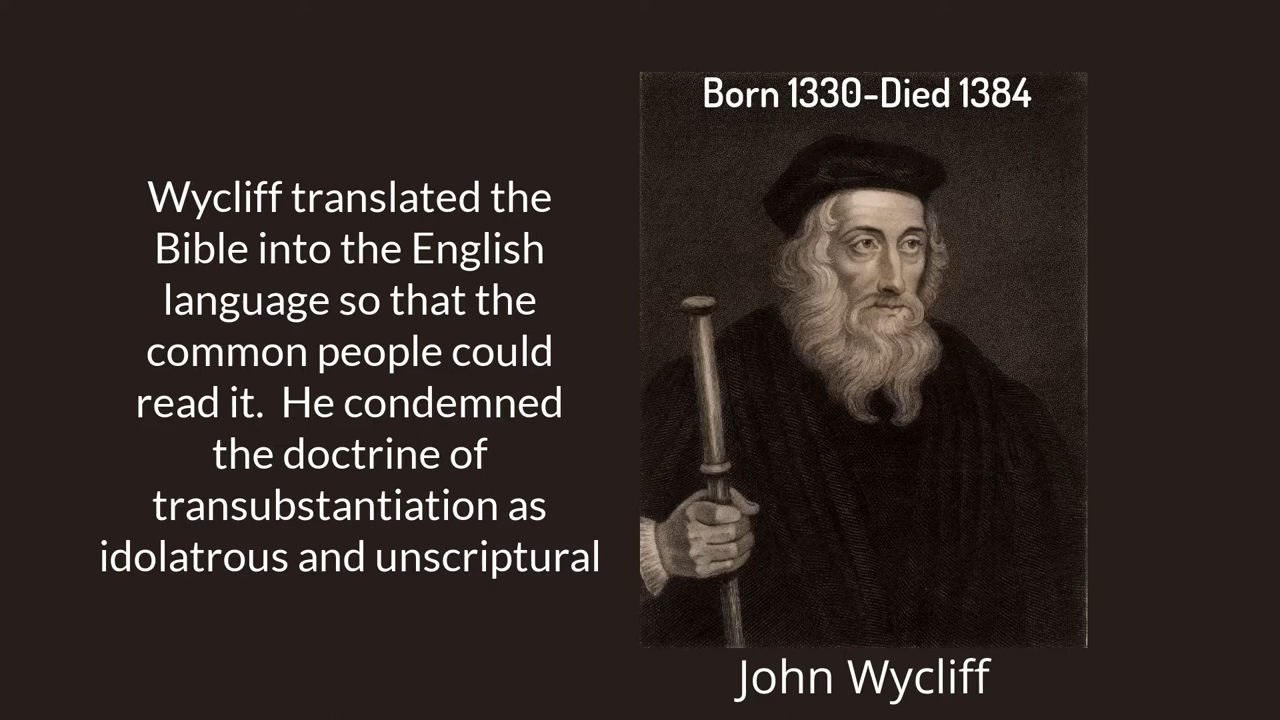 Born 1330-Died 1384
Wycliff translated the
Bible into the English
language so that the
common people could
read it.  He condemned
the doctrine of
transubstantiation as
idolatrous and unscriptural
John Wycliff